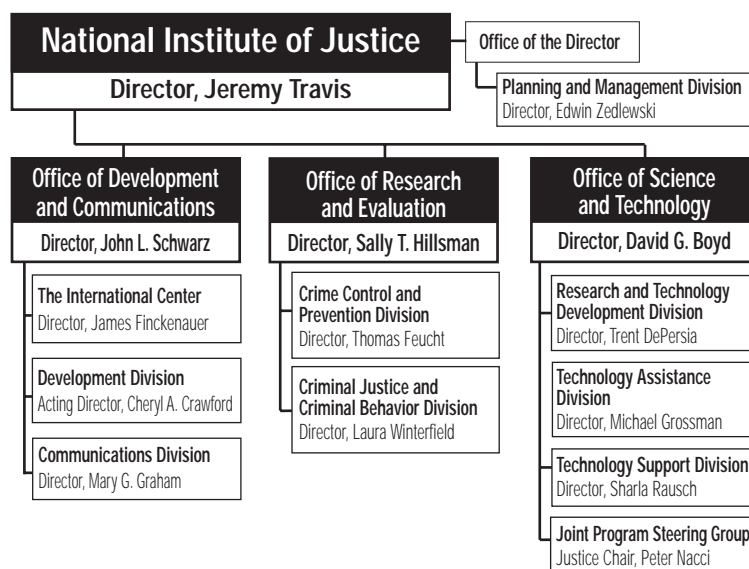 National Institute of Justice
Director, Jeremy Travis
Office of the Director
Planning and Management Division
Director, Edwin Zedlewski
Office of Development
and Communications
Director, John L. Schwarz
The International Center
Director, James Finckenauer
Development Division
Acting Director, Cheryl A. Crawford
Communications Division
Director, Mary G. Graham
Office of Research
and Evaluation
Director, Sally T. Hillsman
Crime Control and
Prevention Division
Director, Thomas Feucht
Criminal Justice and
Criminal Behavior Division
Director, Laura Winterfield
Office of Science
and Technology
Director, David G. Boyd
Research and Technology
Development Division
Director, Trent DePersia
Technology Assistance
Division
Director, Michael Grossman
Technology Support Division
Director, Sharla Rausch
Joint Program Steering Group
Justice Chair, Peter Nacci